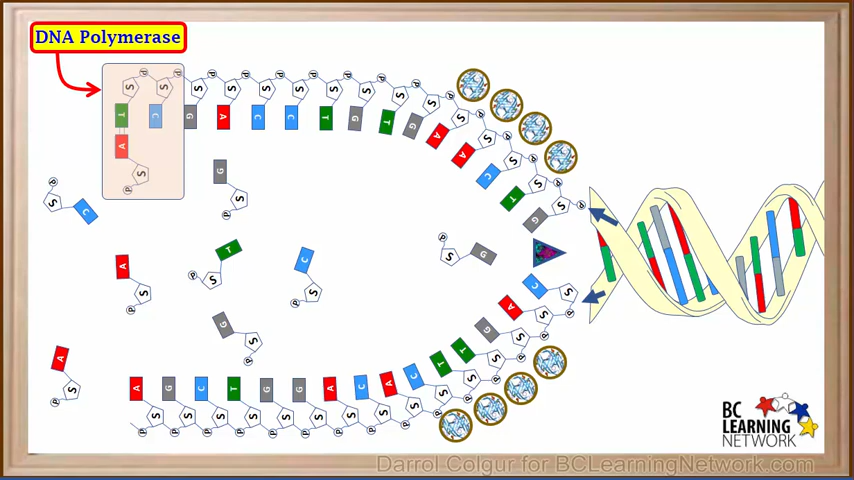 DNA Polymerase
P P P P P P P P P P P P P P P
S S S S S S S S S S S S S S S
T C G A C C T G T G A A C T G
A
S
P
P
S C
G
S
P
A
S
P
T
P S
C
S
P
P
S G
G
S
P
A
S
P
C A G T T C A C A G G T C G A
S S S S S S S S S S S S S
P P P P P P P P P P P P P
BC
LEARNING
NETWORK
Darrol Colgur for BCLearningNetwork.com